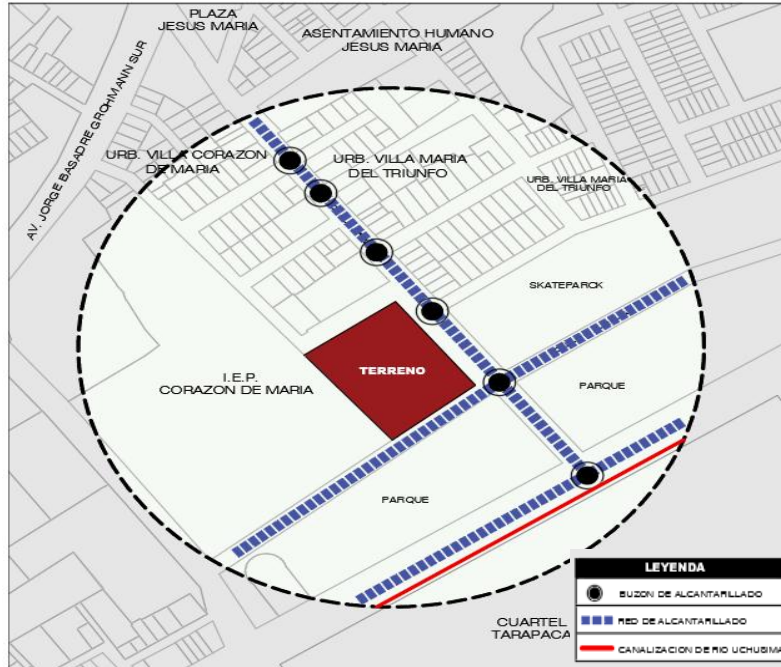 PLAZA
JESUS MARIA
ASENTAMIENTO HUMANO
JESUS MARIA
AV. JORGE BASADRE GROHMANN SUR
URB. VILLA CORAZON
DE MARIA
URB. VILLA MARIA
DEL TRIUNFO
URB. VILLA MARIA
DEL TRIUNFO
SKATEPARCK
TERRENO
I.E.P.
CORAZON DE MARIA
PARQUE
PARQUE
CUARTEL
TARAPACA
LEYENDA
BUZON DE ALCANTARILLADO
RED DE ALCANTARILLADO
CANALIZACION DE RIO UCHUSUMA